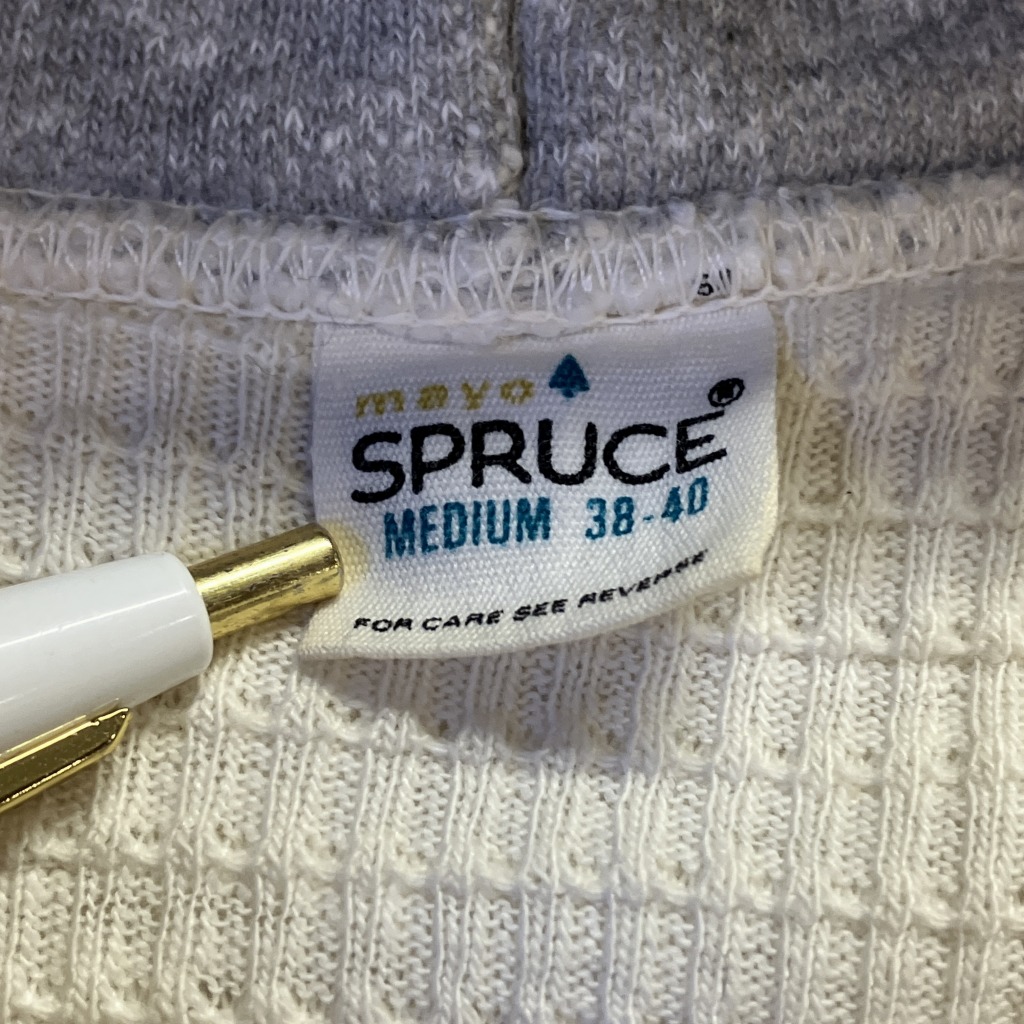 mayo
SPRUCE®
MEDIUM 38-40
FOR CARE SEE REVERSE